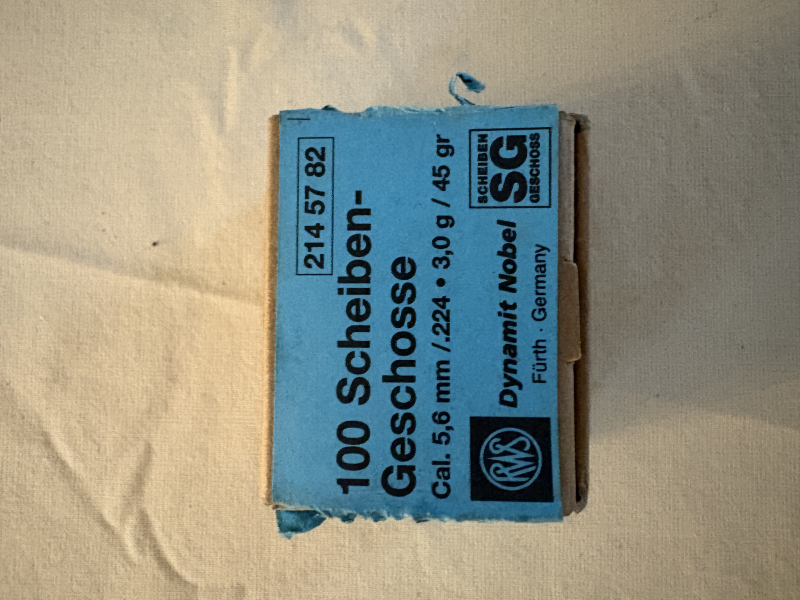 214 57 82
100 Scheiben-
Geschosse
Cal. 5,6 mm /.224 • 3,0 g / 45 gr
RWS
Dynamit Nobel
Fürth · Germany
SCHEIBEN
SG
GESCHOSS